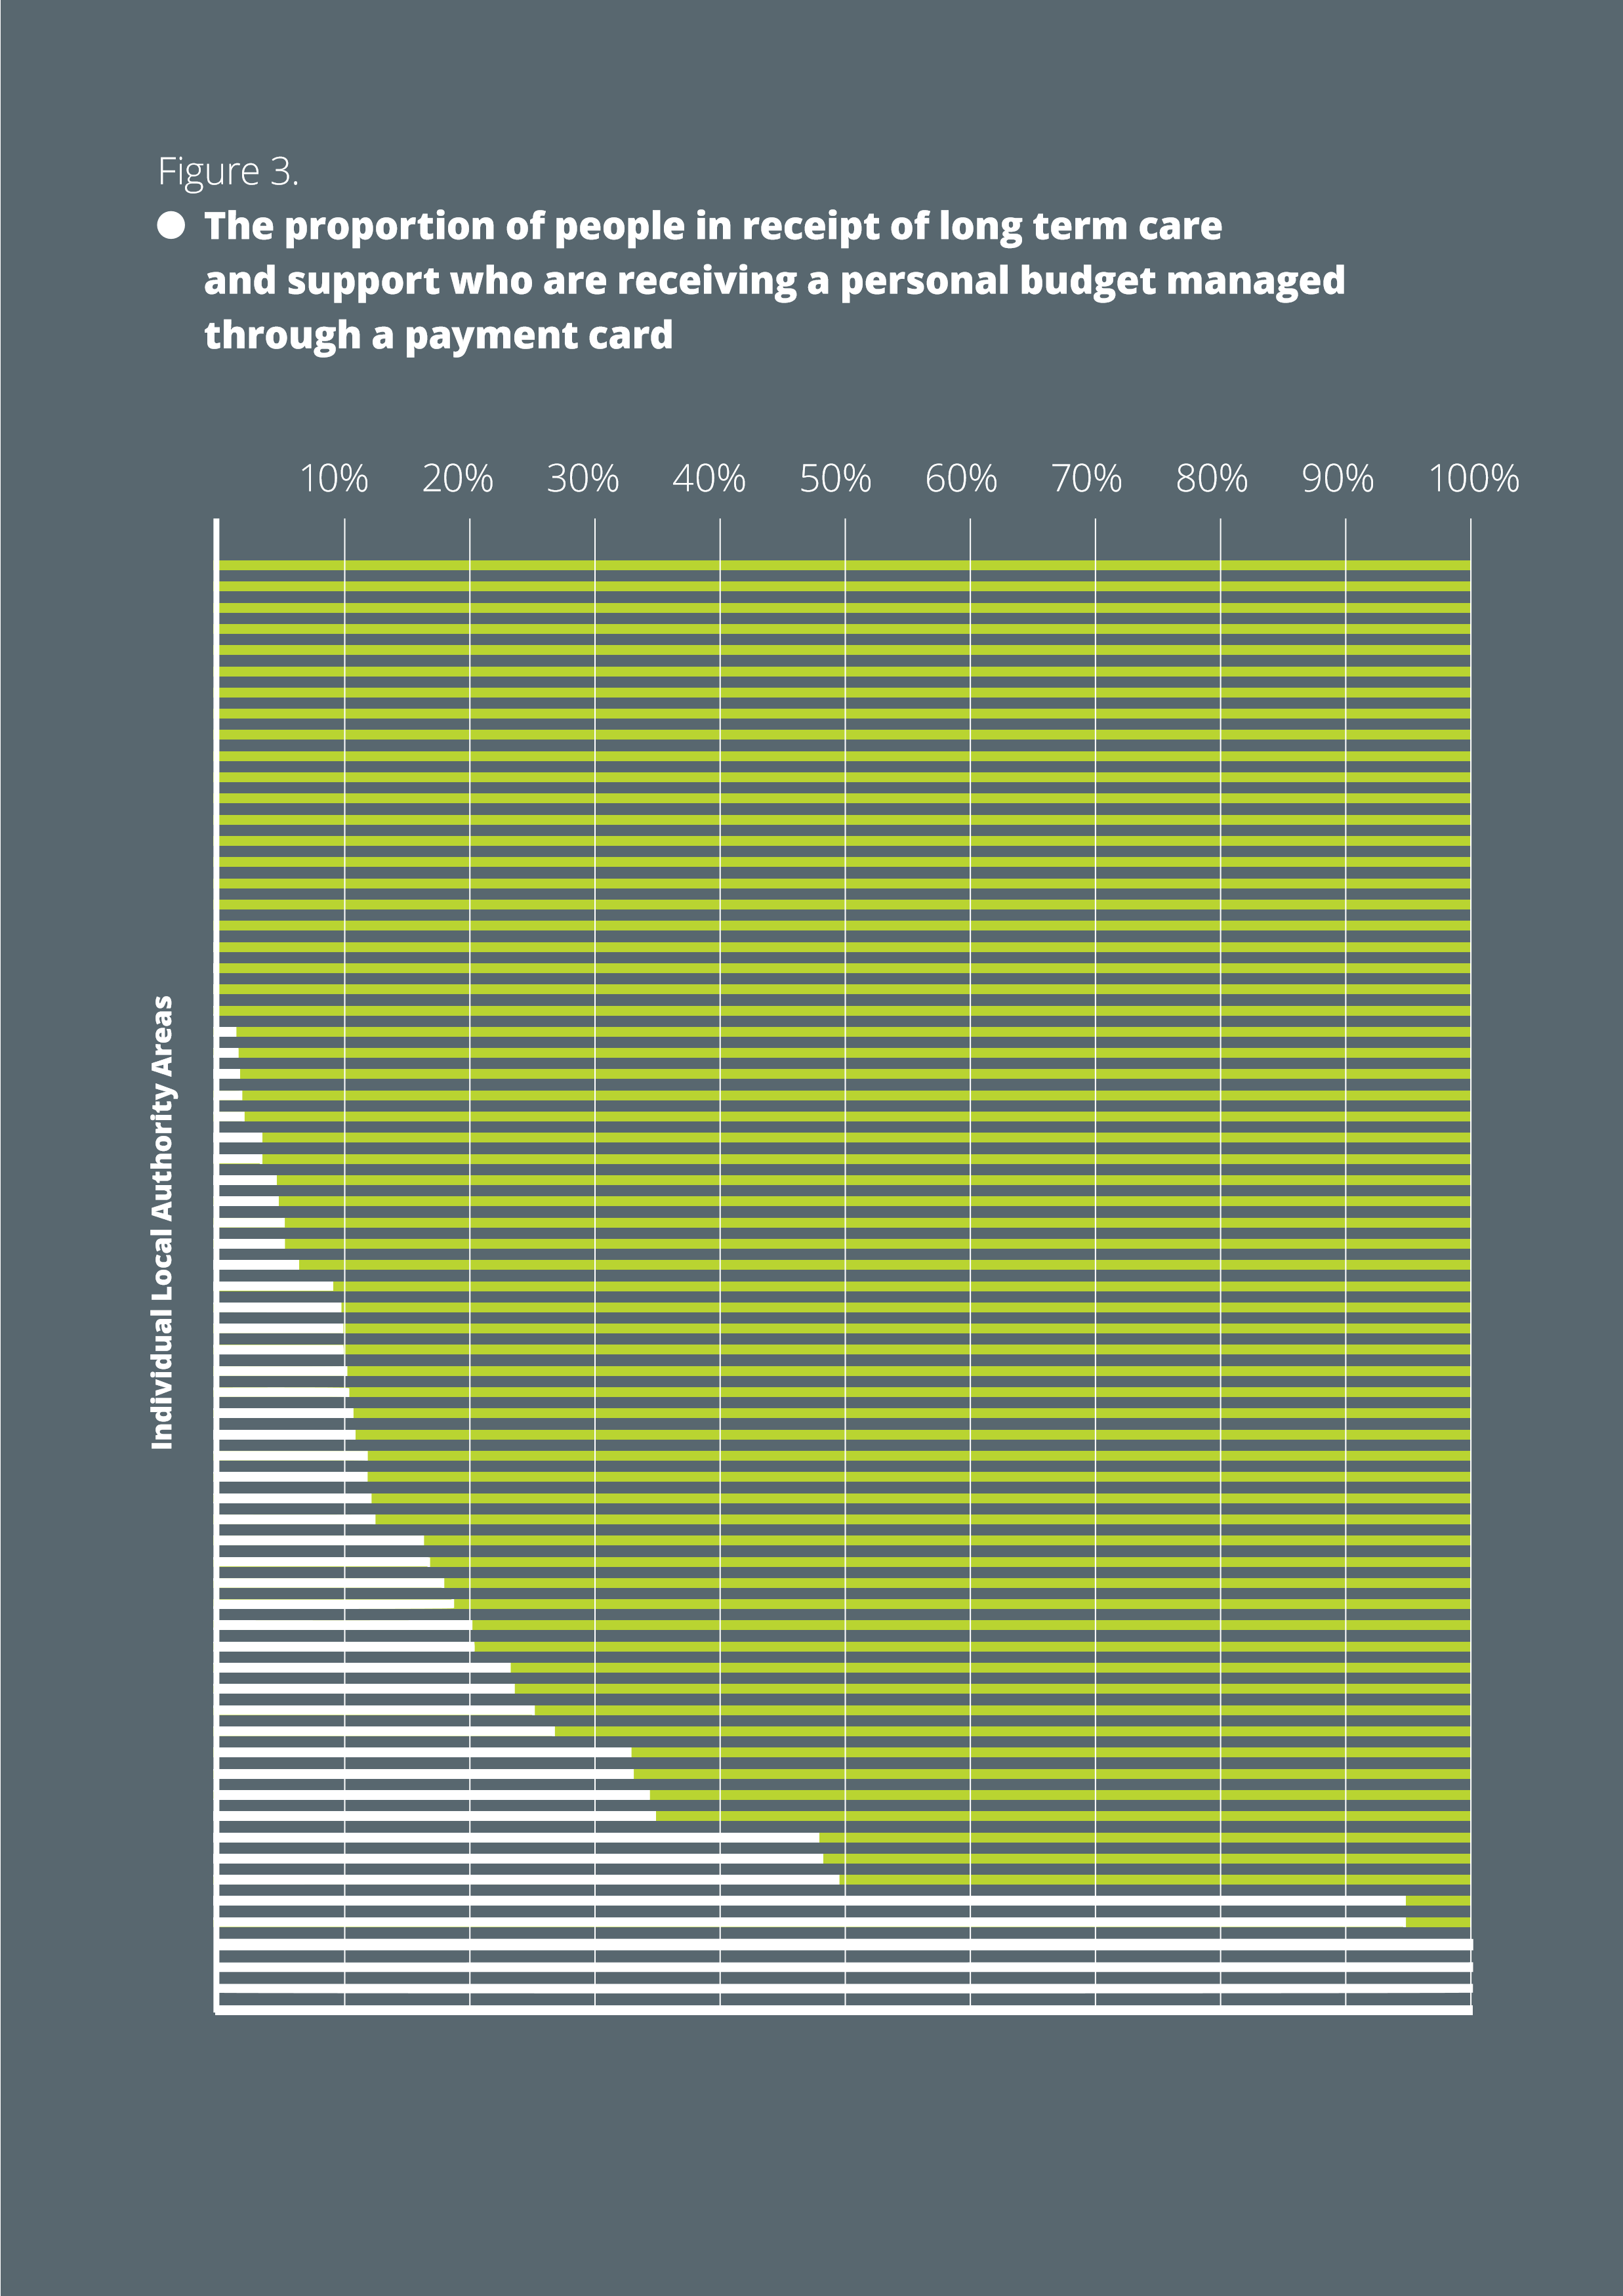 Figure 3.
The proportion of people in receipt of long term care
and support who are receiving a personal budget managed
through a payment card
10% 20% 30% 40% 50% 60% 70% 80% 90% 100%
Individual Local Authority Areas